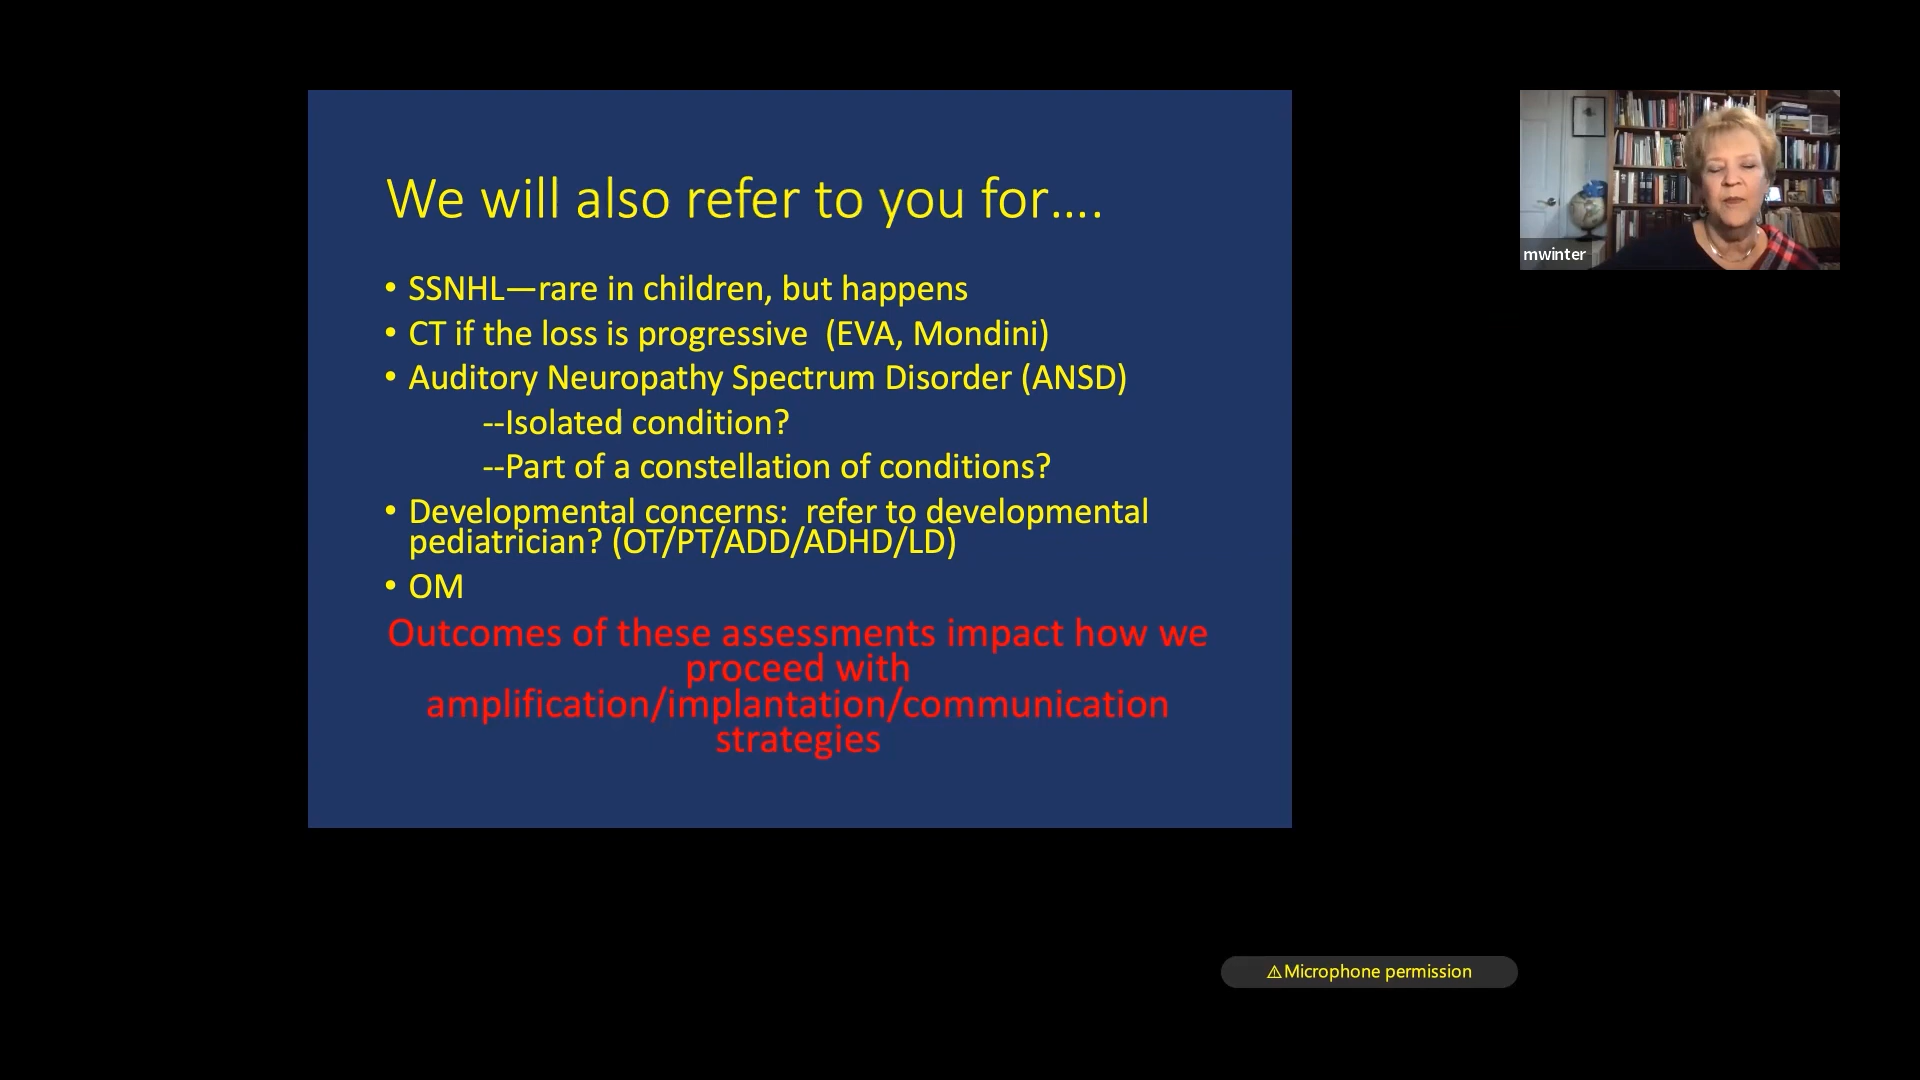 We will also refer to you for....
• SSNHL—rare in children, but happens
• CT if the loss is progressive  (EVA, Mondini)
• Auditory Neuropathy Spectrum Disorder (ANSD)
--Isolated condition?
--Part of a constellation of conditions?
• Developmental concerns:  refer to developmental
pediatrician? (OT/PT/ADD/ADHD/LD)
• OM
Outcomes of these assessments impact how we
proceed with
amplification/implantation/communication
strategies
mwinter
⚠Microphone permission